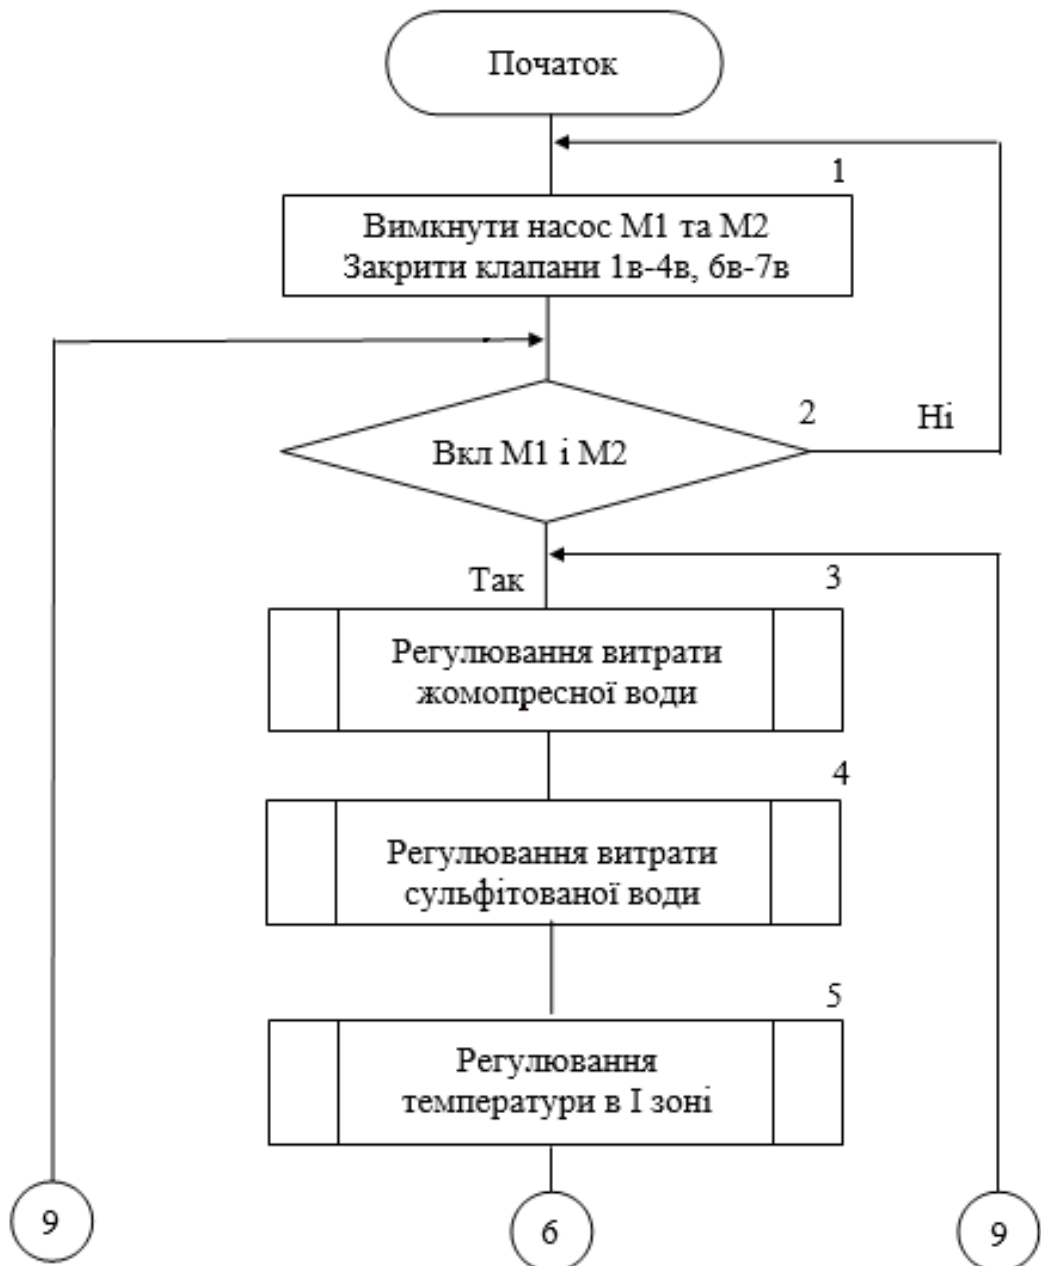 Початок
1
Вимкнути насос М1 та М2
Закрити клапани 1в-4в, 6в-7в
2
Ні
Вкл М1 і М2
Так
3
Регулювання витрати
жомопресної води
4
Регулювання витрати
сульфітованої води
5
Регулювання
температури в І зоні
9
6
9